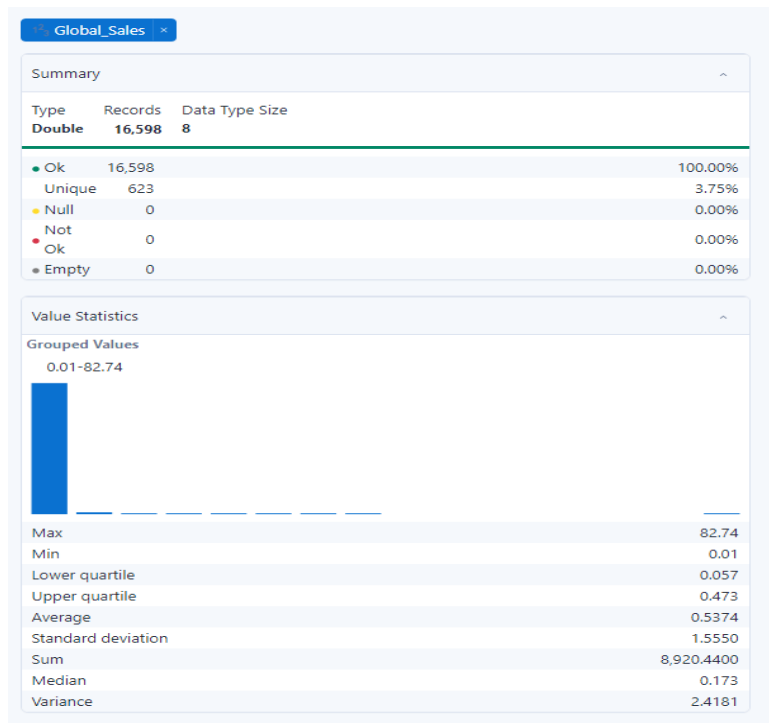 123 Global_Sales ×
Summary
Type Records Data Type Size
Double 16,598 8
Ok 16,598 100.00%
Unique 623 3.75%
Null 0 0.00%
Not
Ok 0 0.00%
Empty 0 0.00%
Value Statistics
Grouped Values
0.01-82.74
Max 82.74
Min 0.01
Lower quartile 0.057
Upper quartile 0.473
Average 0.5374
Standard deviation 1.5550
Sum 8,920.4400
Median 0.173
Variance 2.4181